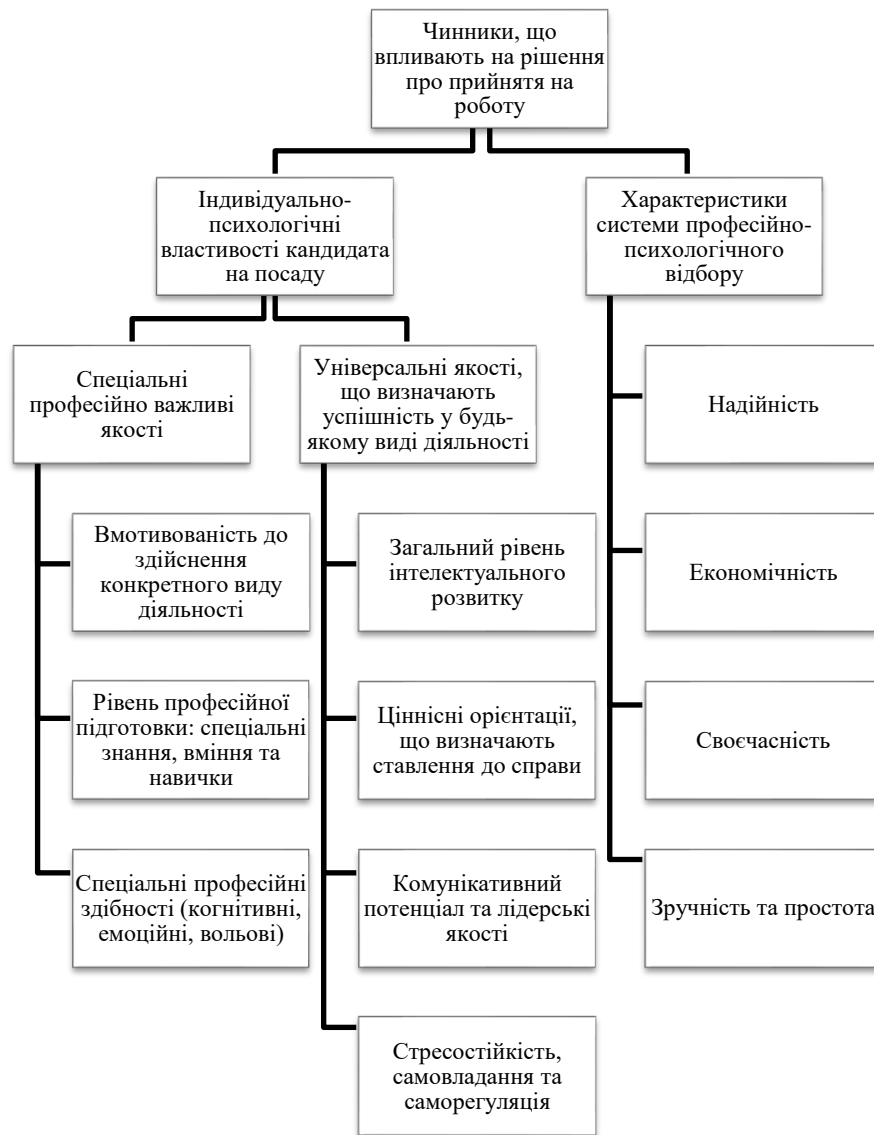 Чинники, що
впливають на рішення
про прийнятя на
роботу
Індивідуально-
психологічні
властивості кандидата
на посаду
Характеристики
системи професійно-
психологічного
відбору
Спеціальні
професійно важливі
якості
Універсальні якості,
що визначають
успішність у будь-
якому виді діяльності
Вмотивованість до
здійснення
конкретного виду
діяльності
Рівень професійної
підготовки: спеціальні
знання, вміння та
навички
Спеціальні професійні
здібності (когнітивні,
емоційні, вольові)
Загальний рівень
інтелектуального
розвитку
Ціннісні орієнтації,
що визначають
ставлення до справи
Комунікативний
потенціал та лідерські
якості
Стресостійкість,
самовладання та
саморегуляція
Надійність
Економічність
Своєчасність
Зручність та простота